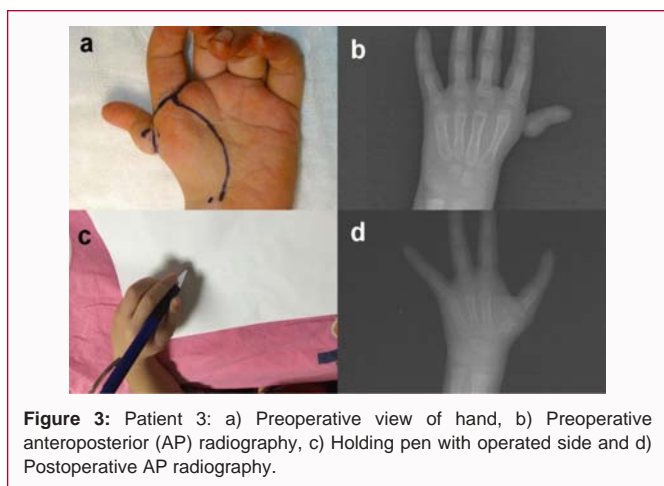 a
b
c
d
Figure 3: Patient 3: a) Preoperative view of hand, b) Preoperative
anteroposterior (AP) radiography, c) Holding pen with operated side and d)
Postoperative AP radiography.